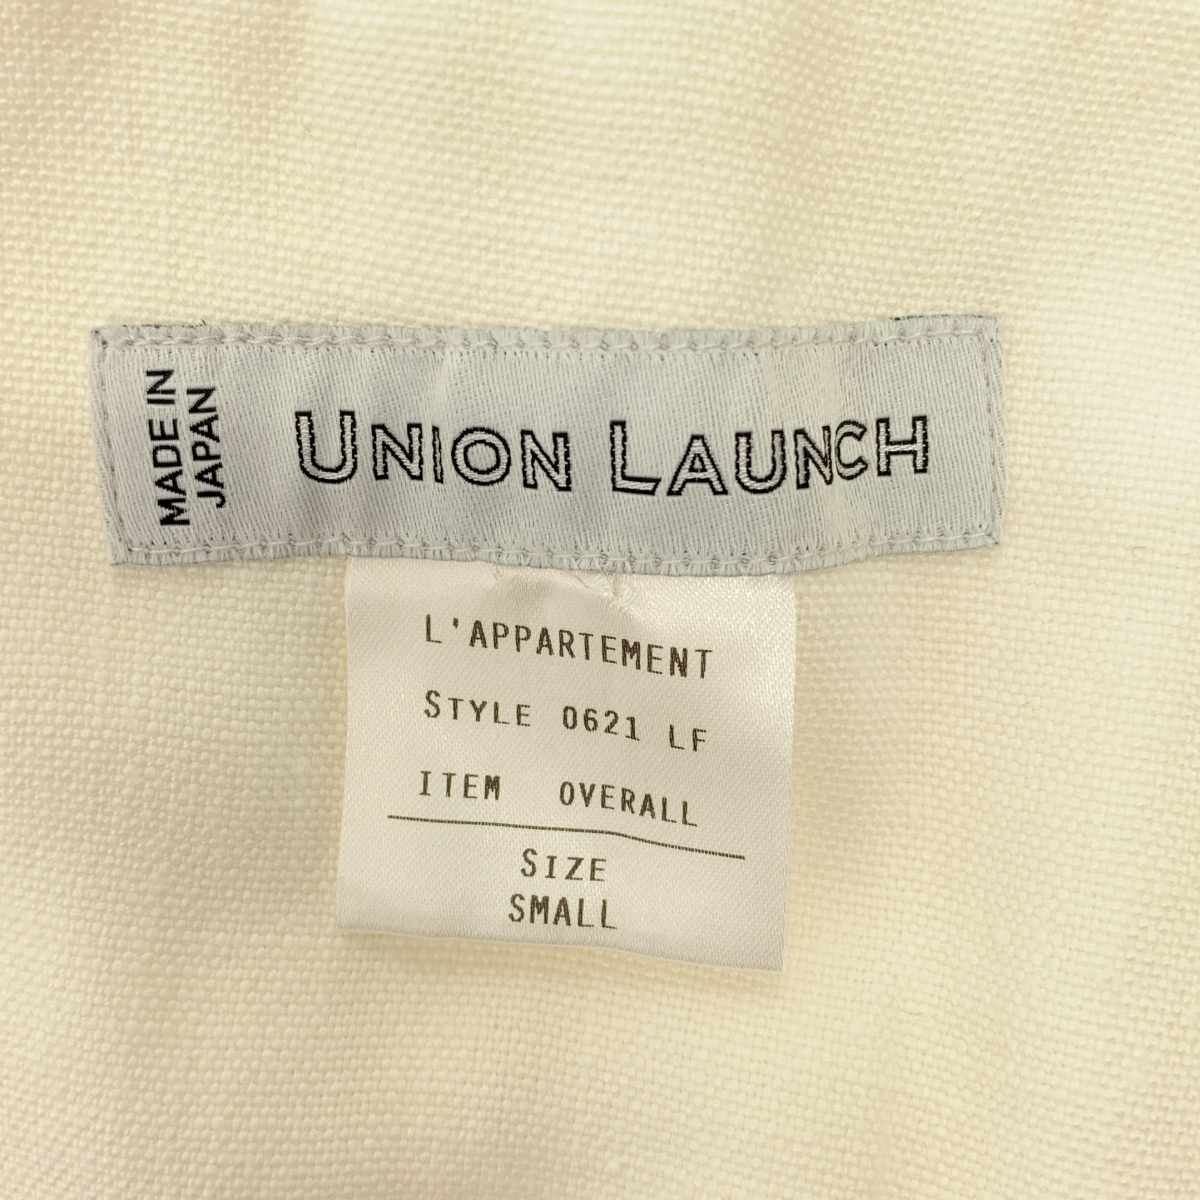 MADE IN
JAPAN
UNION LAUNCH
L'APPARTEMENT
STYLE 0621 LF
ITEM OVERALL
SIZE
SMALL